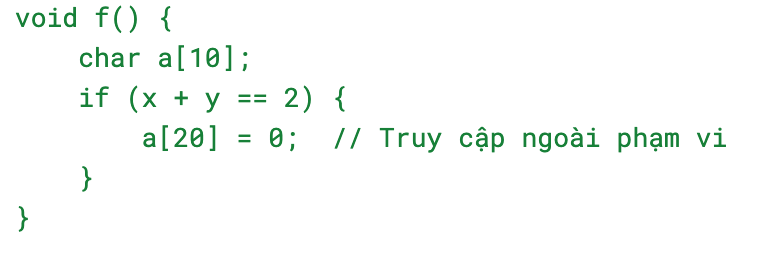 void f() {
    char a[10];
    if (x + y == 2) {
        a[20] = 0;  // Truy cập ngoài phạm vi
    }
}